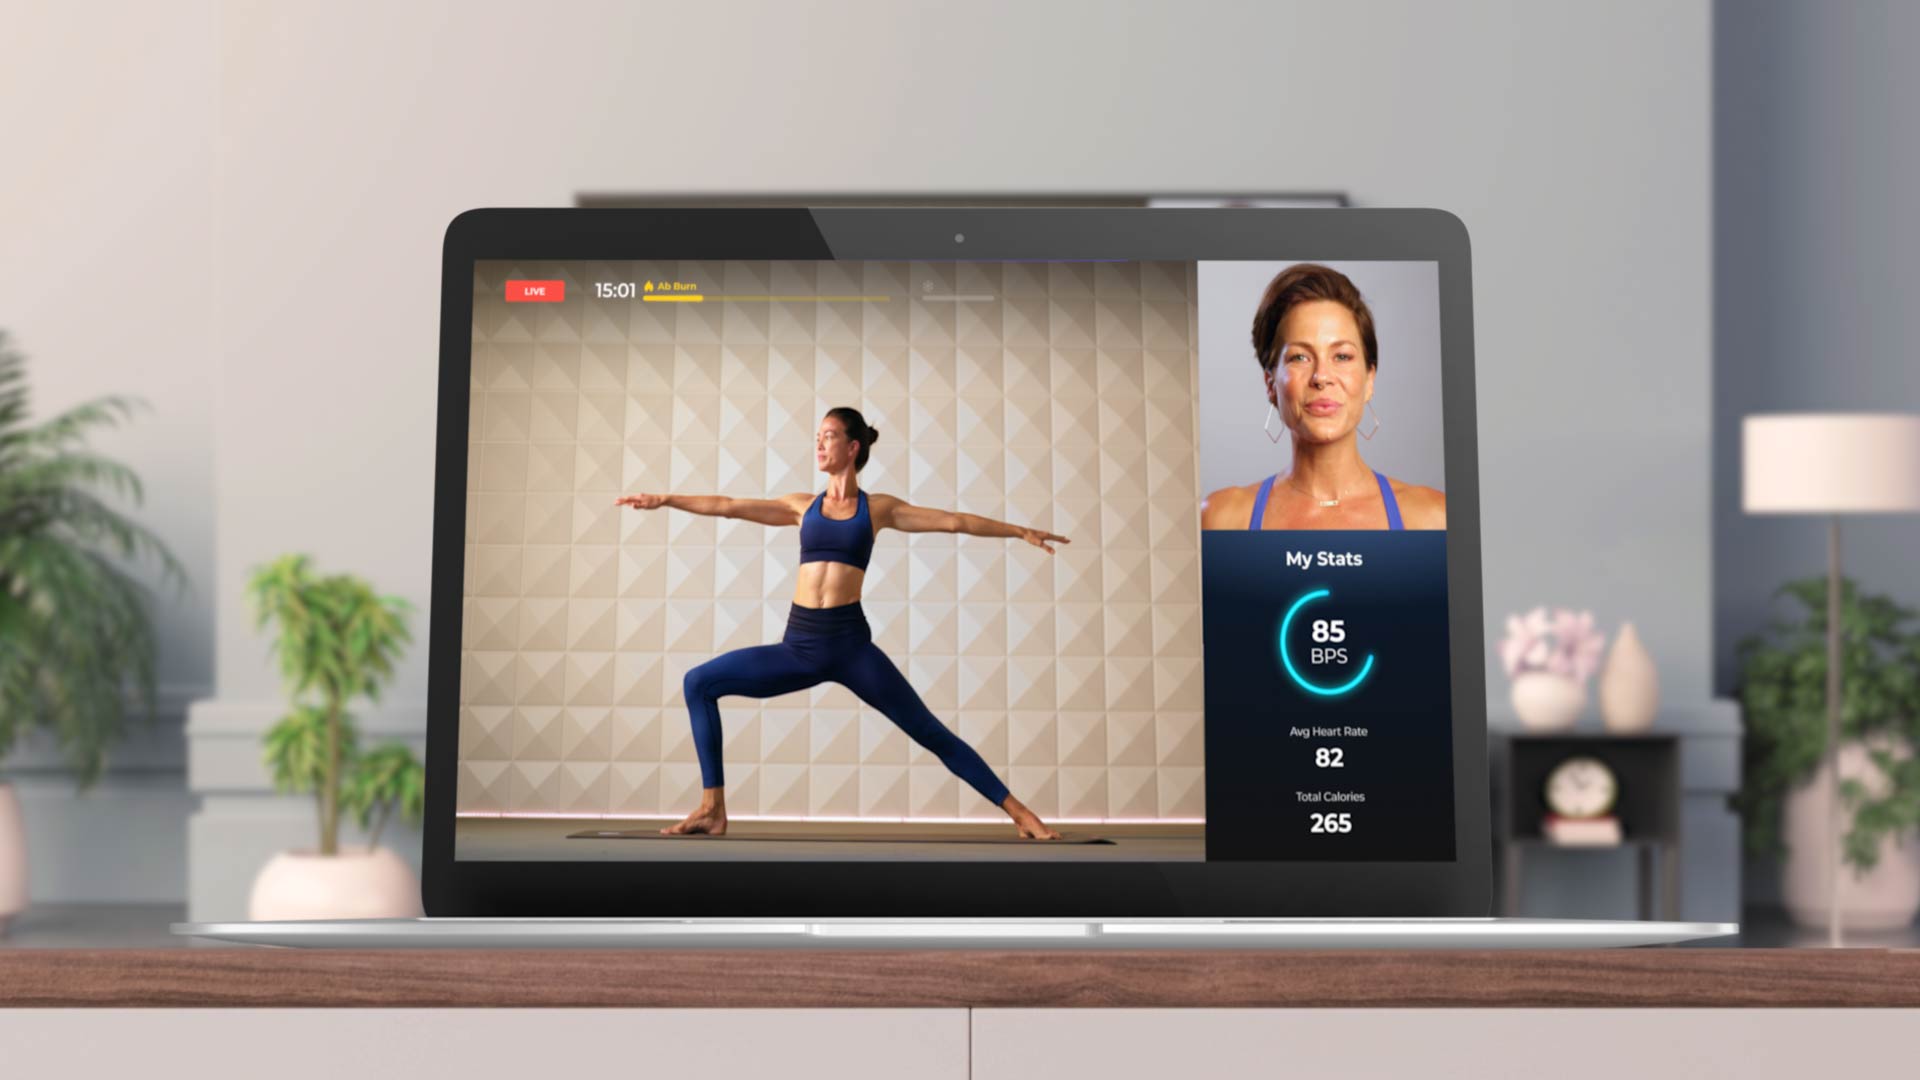 LIVE
15:01 Ab Burn
My Stats
85
BPS
Avg Heart Rate
82
Total Calories
265